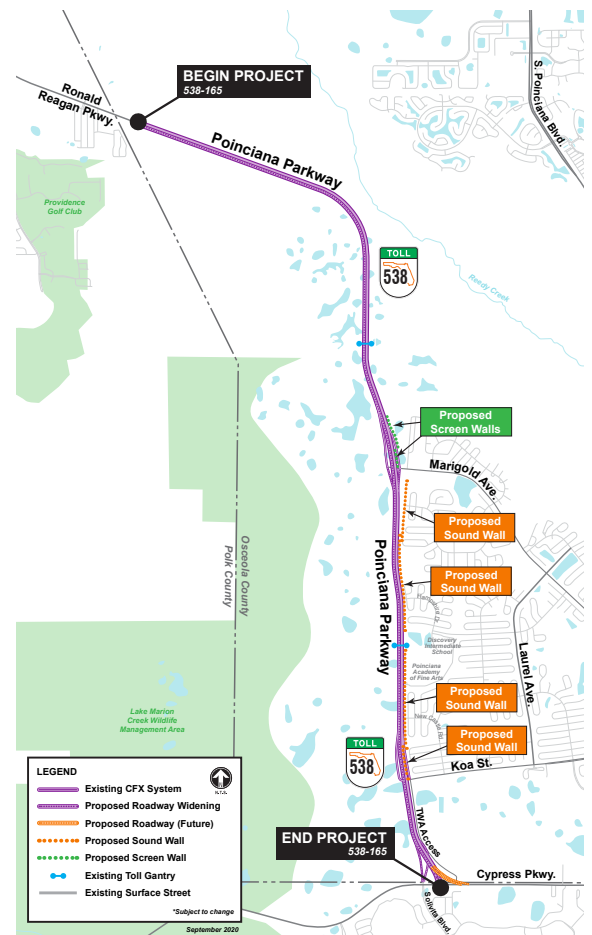 BEGIN PROJECT
538-165
Ronald
Reagan Pkwy.
Poinciana Parkway
S. Poinciana Blvd.
Providence
Golf Club
TOLL
538
Reedy Creek
Proposed
Screen Walls
Marigold Ave.
Proposed
Sound Wall
Poinciana Parkway
Osceola County
Polk County
Proposed
Sound Wall
Discovery
Intermediate
School
Poinciana
Academy
of Fine Arts
Laurel Ave.
Proposed
Sound Wall
Lake Marion
Creek Wildlife
Management Area
Proposed
Sound Wall
TOLL
538
Koa St.
LEGEND
N.T.S.
Existing CFX System
Proposed Roadway Widening
Proposed Roadway (Future)
Proposed Sound Wall
Proposed Screen Wall
Existing Toll Gantry
Existing Surface Street
*Subject to change
September 2020
TWA Access
END PROJECT
538-165
Cypress Pkwy.
Solivita Blvd.